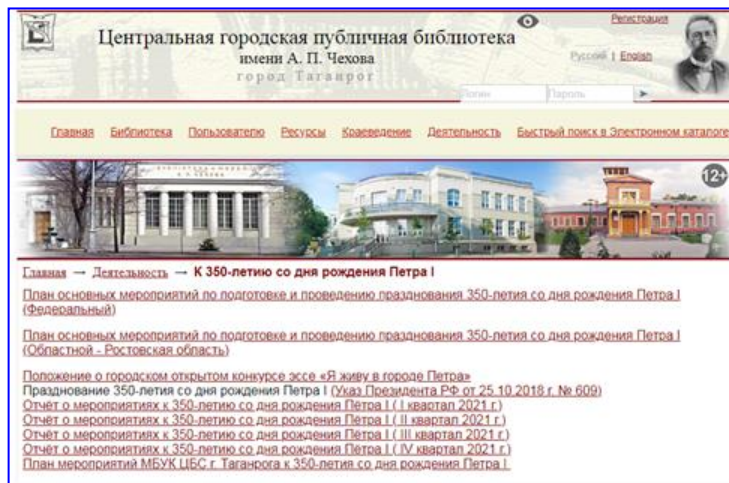 Центральная городская публичная библиотека
имени А. П. Чехова
город Таганрог
Регистрация
Русский | English
Логин Пароль
Главная Библиотека Пользователю Ресурсы Краеведение Деятельность Быстрый поиск в Электронном каталоге
12+
Главная → Деятельность → К 350-летию со дня рождения Петра I
План основных мероприятий по подготовке и проведению празднования 350-летия со дня рождения Петра I
(Федеральный)
План основных мероприятий по подготовке и проведению празднования 350-летия со дня рождения Петра I
(Областной - Ростовская область)
Положение о городском открытом конкурсе эссе «Я живу в городе Петра»
Празднование 350-летия со дня рождения Петра I (Указ Президента РФ от 25.10.2018 г. № 609)
Отчёт о мероприятиях к 350-летию со дня рождения Петра I ( I квартал 2021 г.)
Отчёт о мероприятиях к 350-летию со дня рождения Петра I ( II квартал 2021 г.)
Отчёт о мероприятиях к 350-летию со дня рождения Петра I ( III квартал 2021 г.)
Отчёт о мероприятиях к 350-летию со дня рождения Петра I ( IV квартал 2021 г.)
План мероприятий МБУК ЦБС г. Таганрога к 350-летия со дня рождения Петра I